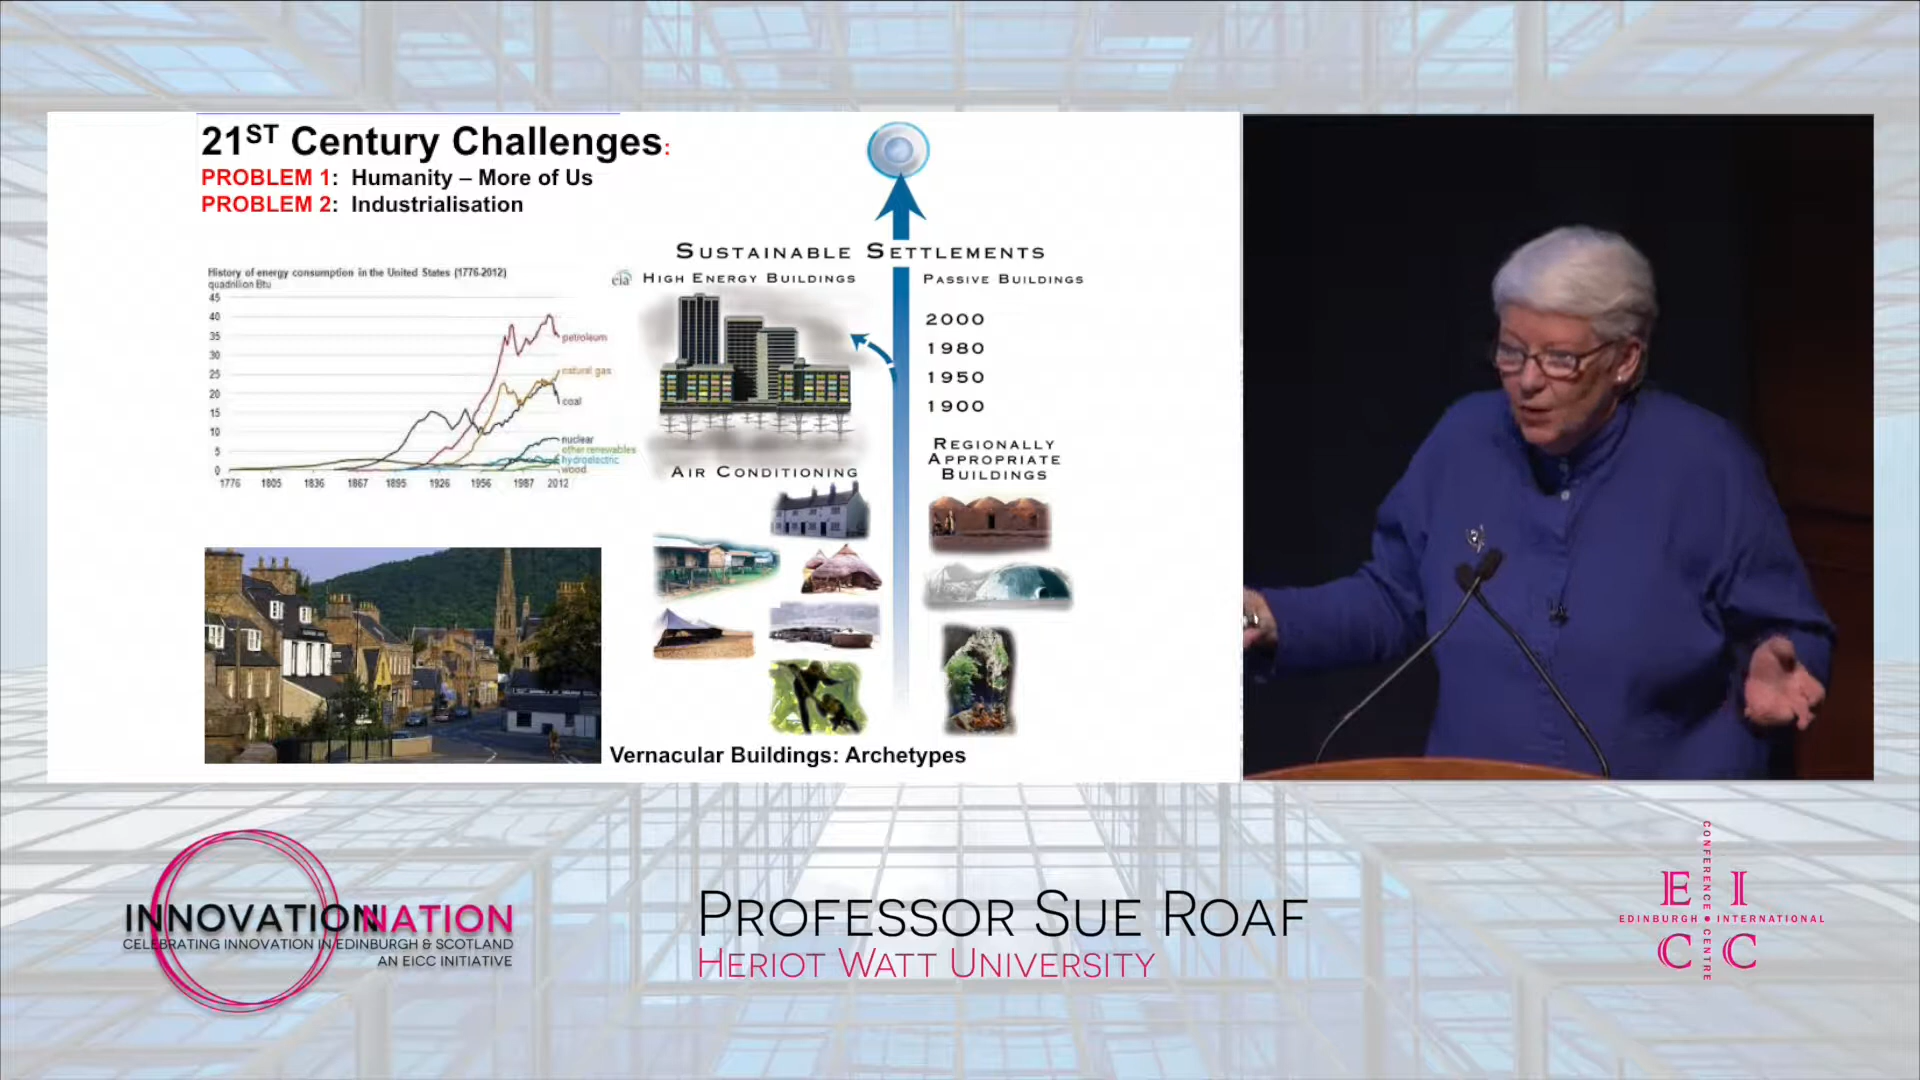 21ST Century Challenges:
PROBLEM 1: Humanity – More of Us
PROBLEM 2: Industrialisation
History of energy consumption in the United States (1776-2012)
quadrillion Btu
eia
45
40
35
30
25
20
15
10
5
0
petroleum
natural gas
coal
nuclear
other renewables
hydroelectric
wood
1776 1805 1836 1867 1895 1926 1956 1987 2012
SUSTAINABLE SETTLEMENTS
HIGH ENERGY BUILDINGS
PASSIVE BUILDINGS
2000
1980
1950
1900
AIR CONDITIONING
REGIONALLY
APPROPRIATE
BUILDINGS
Vernacular Buildings: Archetypes
INNOVATIONNATION
CELEBRATING INNOVATION IN EDINBURGH & SCOTLAND
AN EICC INITIATIVE
PROFESSOR SUE ROAF
HERIOT WATT UNIVERSITY
E I
EDINBURGH • INTERNATIONAL
C C
CONFERENCE CENTRE